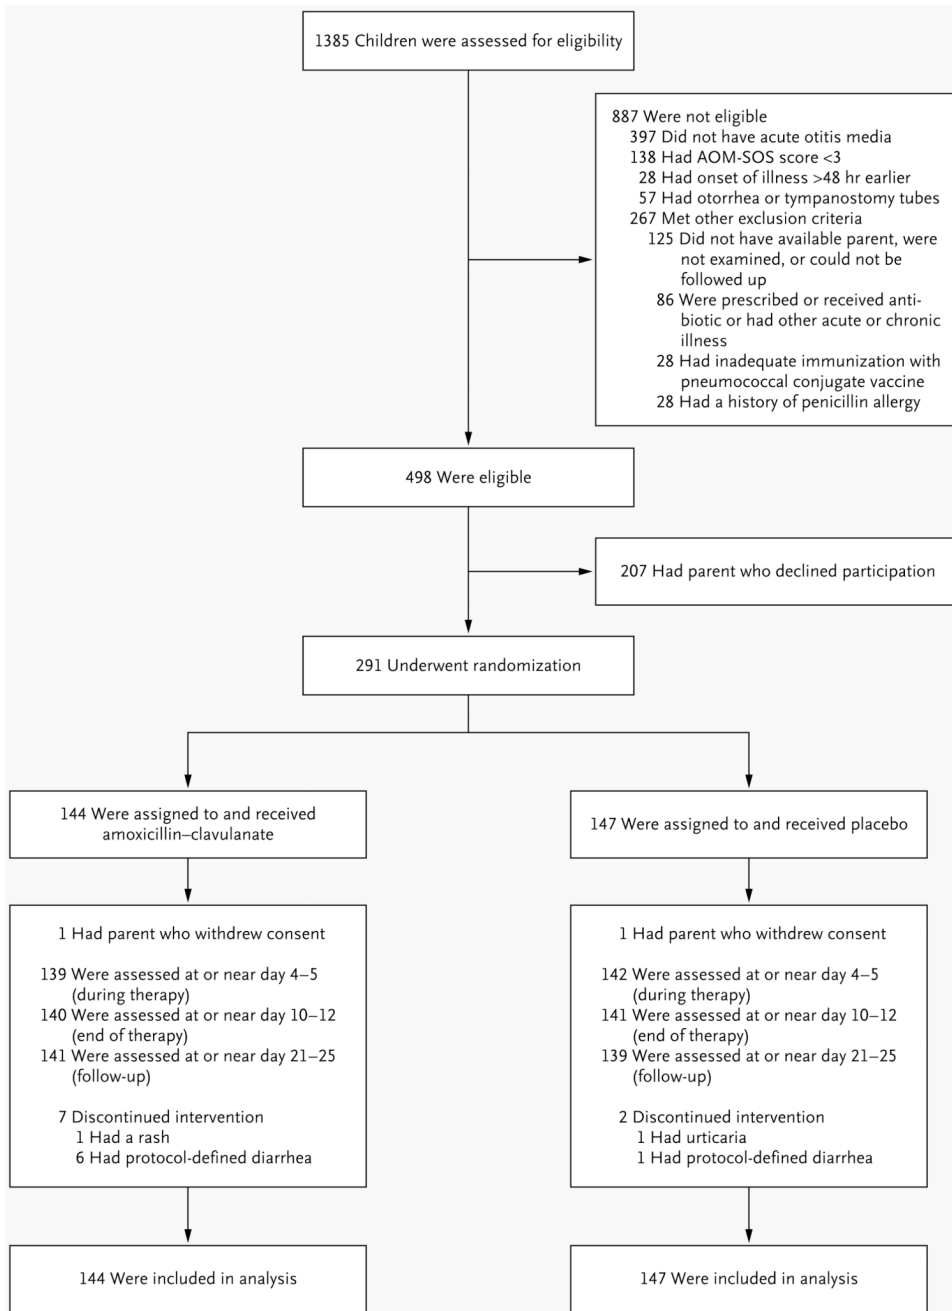 1385 Children were assessed for eligibility
887 Were not eligible
397 Did not have acute otitis media
138 Had AOM-SOS score <3
28 Had onset of illness >48 hr earlier
57 Had otorrhea or tympanostomy tubes
267 Met other exclusion criteria
125 Did not have available parent, were
not examined, or could not be
followed up
86 Were prescribed or received anti-
biotic or had other acute or chronic
illness
28 Had inadequate immunization with
pneumococcal conjugate vaccine
28 Had a history of penicillin allergy
498 Were eligible
207 Had parent who declined participation
291 Underwent randomization
144 Were assigned to and received
amoxicillin–clavulanate
147 Were assigned to and received placebo
1 Had parent who withdrew consent
139 Were assessed at or near day 4–5
(during therapy)
140 Were assessed at or near day 10–12
(end of therapy)
141 Were assessed at or near day 21–25
(follow-up)
7 Discontinued intervention
1 Had a rash
6 Had protocol-defined diarrhea
1 Had parent who withdrew consent
142 Were assessed at or near day 4–5
(during therapy)
141 Were assessed at or near day 10–12
(end of therapy)
139 Were assessed at or near day 21–25
(follow-up)
2 Discontinued intervention
1 Had urticaria
1 Had protocol-defined diarrhea
144 Were included in analysis
147 Were included in analysis